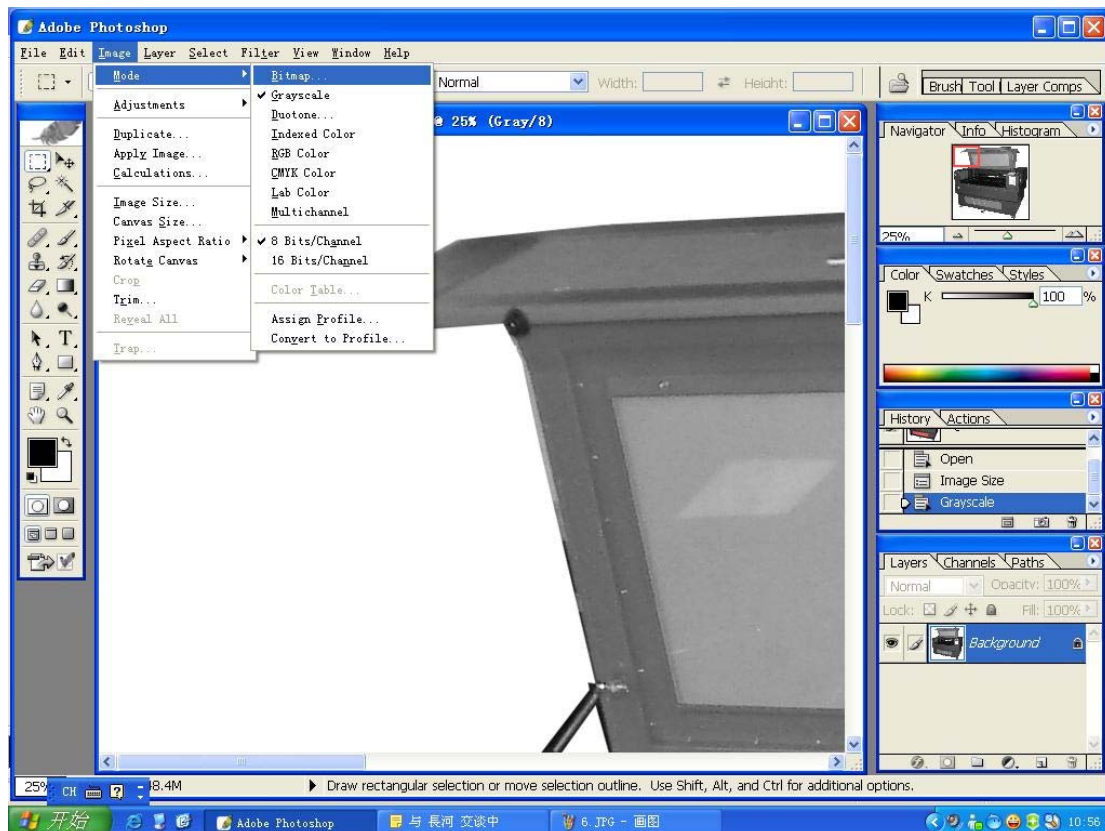 Adobe Photoshop
File Edit Image Layer Select Filter View Window Help
Mode
Adjustments
Duplicate...
Apply Image...
Calculations...
Image Size...
Canvas Size...
Pixel Aspect Ratio
Rotate Canvas
Crop
Trim...
Reveal All
Trap...
Bitmap...
Grayscale
Duotone...
Indexed Color
RGB Color
CMYK Color
Lab Color
Multichannel
8 Bits/Channel
16 Bits/Channel
Color Table...
Assign Profile...
Convert to Profile...
Normal Width: Height:
Brush Tool Layer Comps
@ 25% (Gray/8)
Navigator Info Histogram
25%
Color Swatches Styles
K 100 %
History Actions
Open
Image Size
Grayscale
Layers Channels Paths
Normal Opacity: 100%
Lock: Fill: 100%
Background
25% 8.4M Draw rectangular selection or move selection outline. Use Shift, Alt, and Ctrl for additional options.
CH
开始 Adobe Photoshop 与 長河 交谈中 6.JPG - 画图 10:56